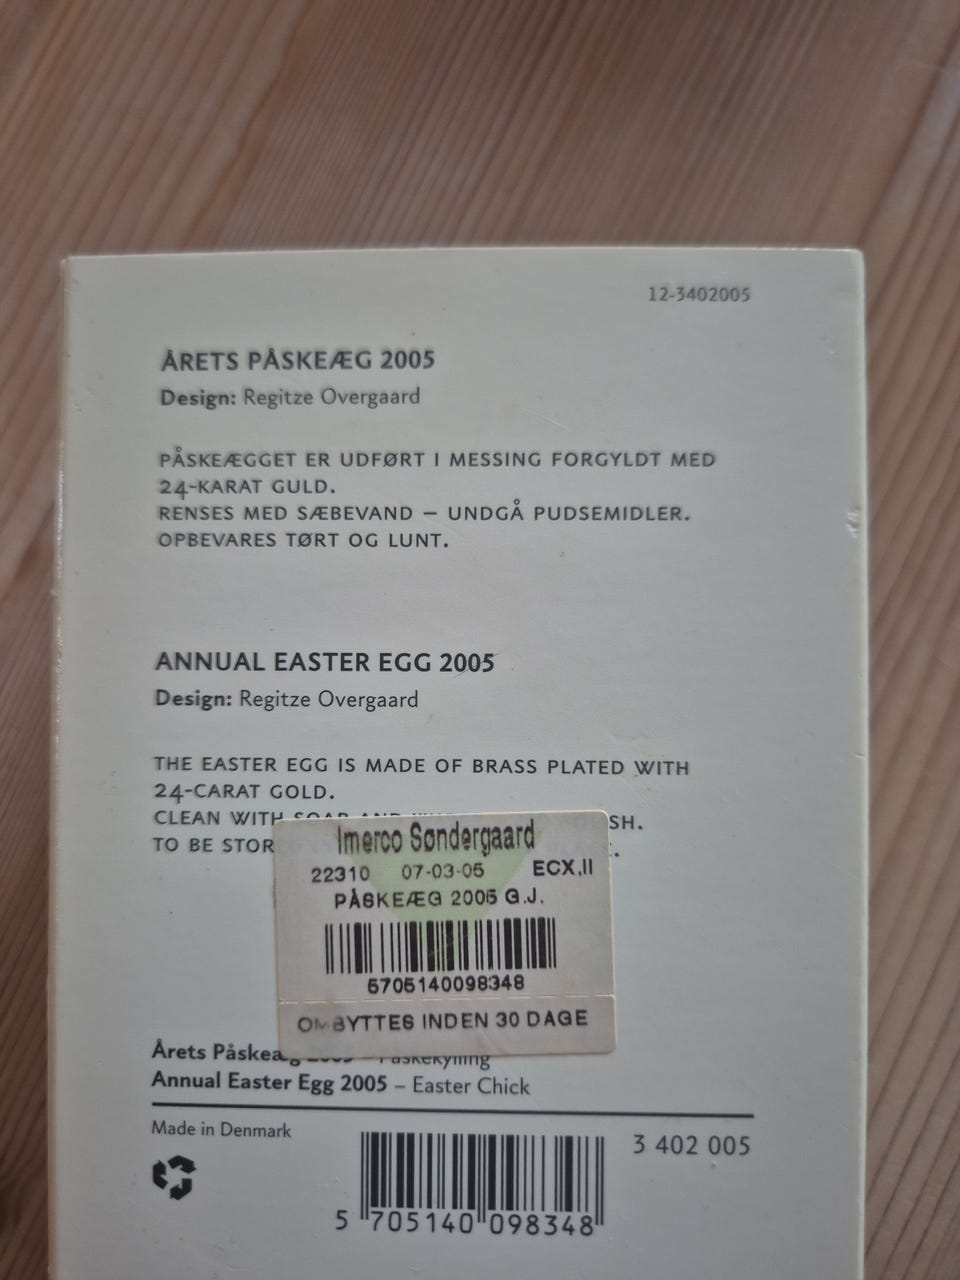 12-3402005
ÅRETS PÅSKEÆG 2005
Design: Regitze Overgaard
PÅSKEÆGGET ER UDFØRT I MESSING FORGYLDT MED
24-KARAT GULD.
RENSES MED SÆBEVAND – UNDGÅ PUDSEMIDLER.
OPBEVARES TØRT OG LUNT.
ANNUAL EASTER EGG 2005
Design: Regitze Overgaard
THE EASTER EGG IS MADE OF BRASS PLATED WITH
24-CARAT GOLD.
CLEAN WITH
TO BE
Imerco Søndergaard
22310 07-03-05 ECX,II
PÅSKEÆG 2005 G.J.
5705140098348
OMBYTTES INDEN 30 DAGE
Årets Påskeæg 2005 – Påskekylling
Annual Easter Egg 2005 – Easter Chick
Made in Denmark
3 402 005
5 705140 098348